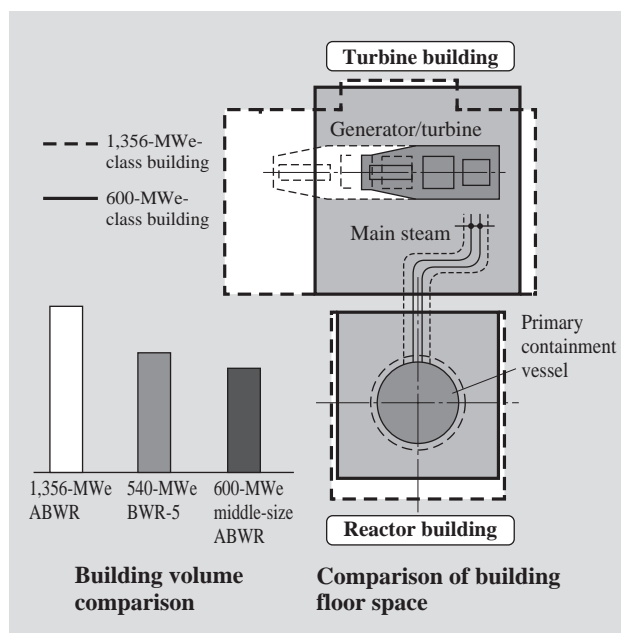 Turbine building
Generator/turbine
1,356-MWe-
class building
600-MWe-
class building
Main steam
Primary
containment
vessel
1,356-MWe
ABWR
540-MWe
BWR-5
600-MWe
middle-size
ABWR
Reactor building
Building volume
comparison
Comparison of building
floor space